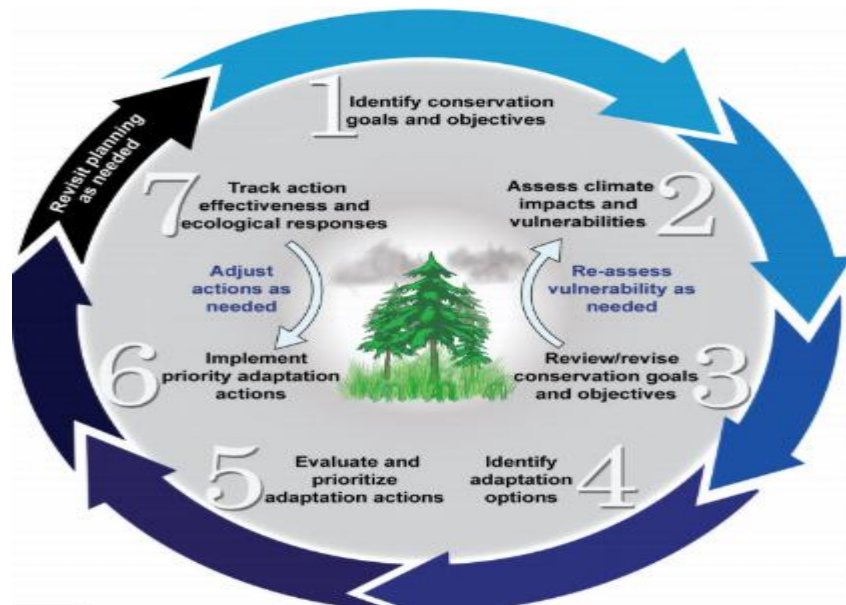 1
Identify conservation
goals and objectives
2
Assess climate
impacts and
vulnerabilities
Re-assess
vulnerability as
needed
3
Review/revise
conservation goals
and objectives
4
Identify
adaptation
options
5
Evaluate and
prioritize
adaptation actions
6
Implement
priority adaptation
actions
Adjust
actions as
needed
7
Track action
effectiveness and
ecological responses
Revisit planning
as needed